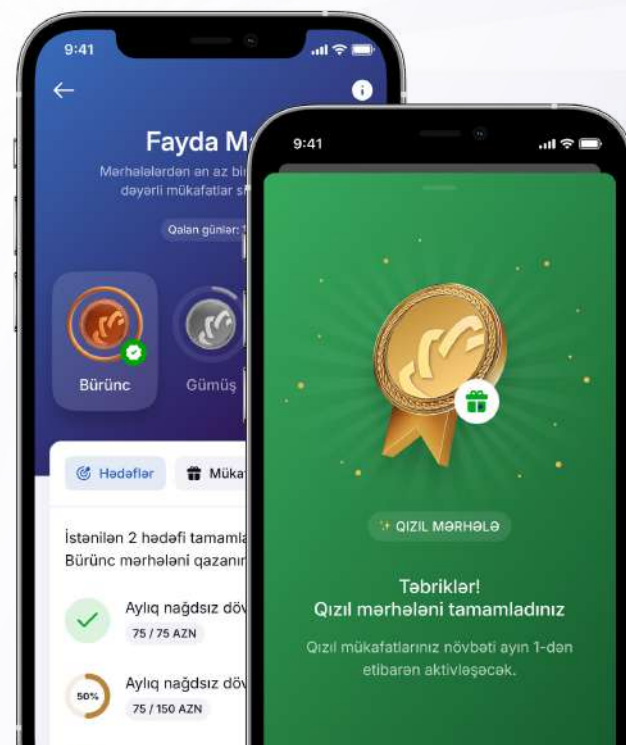 9:41
Fayda M
Mərhələlərdən ən az bir
dəyərli mükafatlar
Qalan günlər:
Bürünc
Gümüş
Hədəflər
Müka
İstənilən 2 hədəfi tamamla
Bürünc mərhələni qazanır
Aylıq nağdsız döv
75 / 75 AZN
50%
Aylıq nağdsız döv
75 / 150 AZN
9:41
QIZIL MƏRHƏLƏ
Təbriklər!
Qızıl mərhələni tamamladınız
Qızıl mükafatlarınız növbəti ayın 1-dən
etibarən aktivləşəcək.